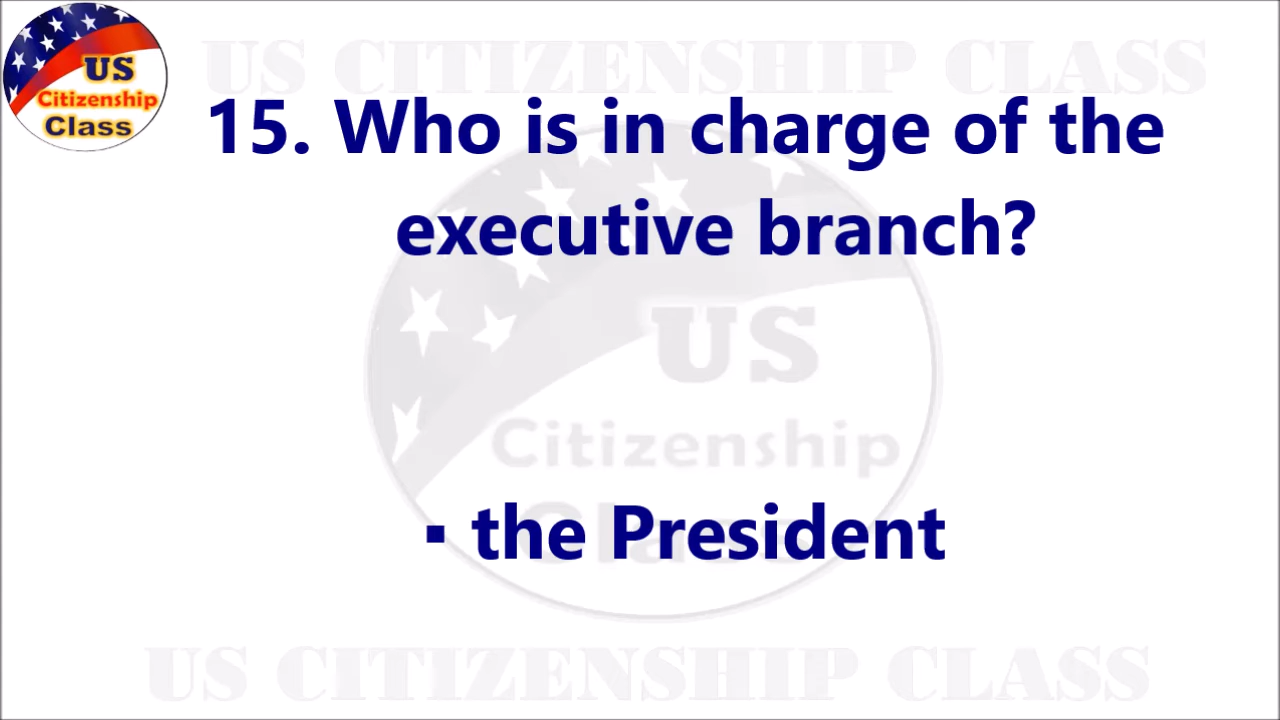 US CITIZENSHIP CLASS
US
Citizenship
Class
15. Who is in charge of the
executive branch?
US
Citizenship
Class
▪ the President
US CITIZENSHIP CLASS